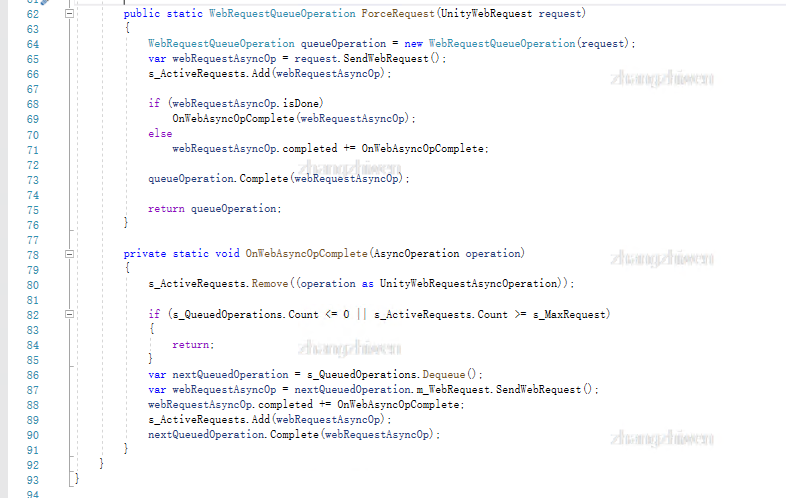 62 public static WebRequestQueueOperation ForceRequest(UnityWebRequest request)
63 {
64 WebRequestQueueOperation queueOperation = new WebRequestQueueOperation(request);
65 var webRequestAsyncOp = request.SendWebRequest();
66 s_ActiveRequests.Add(webRequestAsyncOp);
67
68 if (webRequestAsyncOp.isDone)
69 OnWebAsyncOpComplete(webRequestAsyncOp);
70 else
71 webRequestAsyncOp.completed += OnWebAsyncOpComplete;
72
73 queueOperation.Complete(webRequestAsyncOp);
74
75 return queueOperation;
76 }
77
78 private static void OnWebAsyncOpComplete(AsyncOperation operation)
79 {
80 s_ActiveRequests.Remove((operation as UnityWebRequestAsyncOperation));
81
82 if (s_QueuedOperations.Count <= 0 || s_ActiveRequests.Count >= s_MaxRequest)
83 {
84 return;
85 }
86 var nextQueuedOperation = s_QueuedOperations.Dequeue();
87 var webRequestAsyncOp = nextQueuedOperation.m_WebRequest.SendWebRequest();
88 webRequestAsyncOp.completed += OnWebAsyncOpComplete;
89 s_ActiveRequests.Add(webRequestAsyncOp);
90 nextQueuedOperation.Complete(webRequestAsyncOp);
91 }
92 }
93 }
94
zhangzhiwen
zhangzhiwen
zhangzhiwen
zhangzhiwen
zhangzhiwen